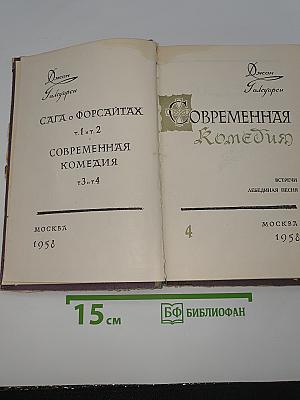 Джон
Голсуорси
САГА о ФОРСАЙТАХ
т.1 и т.2
СОВРЕМЕННАЯ
КОМЕДИЯ
т3 и т.4
МОСКВА
1958
Джон
Голсуорси
СОВРЕМЕННАЯ
Комедия
ВСТРЕЧИ
ЛЕБЕДИНАЯ ПЕСНЯ
4
МОСКВА
1958
15 см
БФ БИБЛИОФАН